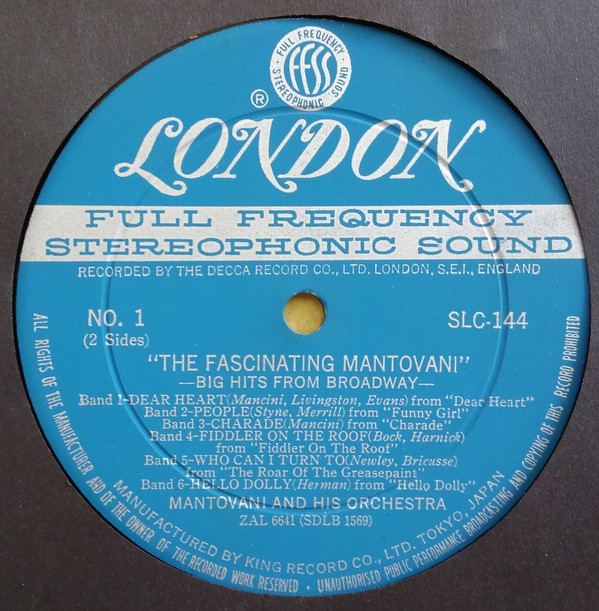 FULL FREQUENCY
FFSS
STEREOPHONIC SOUND
®
LONDON
FULL FREQUENCY
STEREOPHONIC SOUND
RECORDED BY THE DECCA RECORD CO., LTD. LONDON, S.E.I., ENGLAND
NO. 1
SLC-144
(2 Sides)
"THE FASCINATING MANTOVANI"
—BIG HITS FROM BROADWAY—
Band 1-DEAR HEART(Mancini, Livingston, Evans) from "Dear Heart"
Band 2-PEOPLE(Styne, Merrill) from "Funny Girl"
Band 3-CHARADE(Mancini) from "Charade"
Band 4-FIDDLER ON THE ROOF(Bock, Harnick)
from "Fiddler On The Roof"
Band 5-WHO CAN I TURN TO(Newley, Bricusse)
from "The Roar Of The Greasepaint"
Band 6-HELLO DOLLY(Herman) from "Hello Dolly"
MANTOVANI AND HIS ORCHESTRA
ZAL 6641 (SDLB 1569)
MANUFACTURED BY KING RECORD CO., LTD. TOKYO, JAPAN
ALL RIGHTS OF THE MANUFACTURER AND OF THE OWNER OF THE RECORDED WORK RESERVED · UNAUTHORISED PUBLIC PERFORMANCE BROADCASTING AND COPYING OF THIS RECORD PROHIBITED